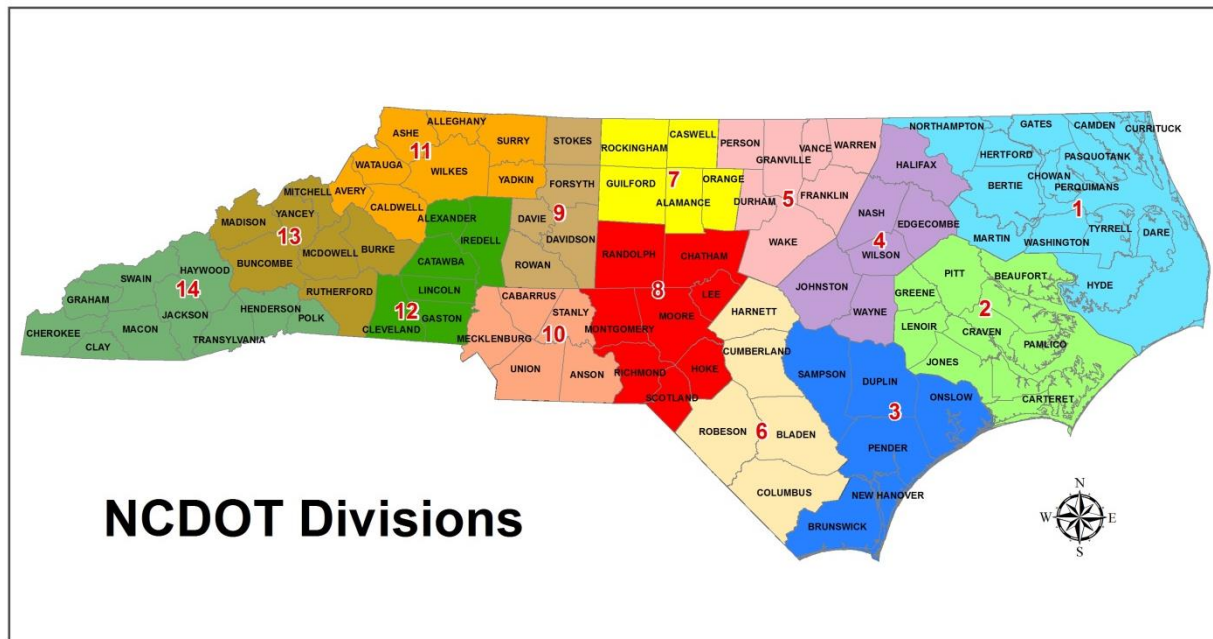 ALLEGHANY
ASHE
SURRY
11
WATAUGA
WILKES
YADKIN
AVERY
CALDWELL
STOKES
FORSYTH
DAVIE
9
DAVIDSON
ROWAN
ROCKINGHAM
CASWELL
GUILFORD
7
ORANGE
ALAMANCE
PERSON
GRANVILLE
VANCE
WARREN
DURHAM
5
FRANKLIN
WAKE
HALIFAX
NASH
EDGECOMBE
4
WILSON
JOHNSTON
WAYNE
NORTHAMPTON
GATES
CAMDEN
CURRITUCK
HERTFORD
PASQUOTANK
CHOWAN
BERTIE
PERQUIMANS
1
TYRRELL
DARE
MARTIN
WASHINGTON
HYDE
MITCHELL
YANCEY
MADISON
13
BURKE
MCDOWELL
BUNCOMBE
RUTHERFORD
ALEXANDER
IREDELL
CATAWBA
LINCOLN
12
GASTON
CLEVELAND
HAYWOOD
SWAIN
14
GRAHAM
JACKSON
HENDERSON
POLK
MACON
CHEROKEE
CLAY
TRANSYLVANIA
CABARRUS
STANLY
10
MECKLENBURG
UNION
ANSON
RANDOLPH
CHATHAM
8
LEE
MONTGOMERY
MOORE
RICHMOND
HOKE
SCOTLAND
HARNETT
CUMBERLAND
ROBESON
6
BLADEN
COLUMBUS
PITT
BEAUFORT
GREENE
2
LENOIR
CRAVEN
PAMLICO
JONES
CARTERET
SAMPSON
DUPLIN
ONSLOW
3
PENDER
NEW HANOVER
BRUNSWICK
NCDOT Divisions
N
W E
S